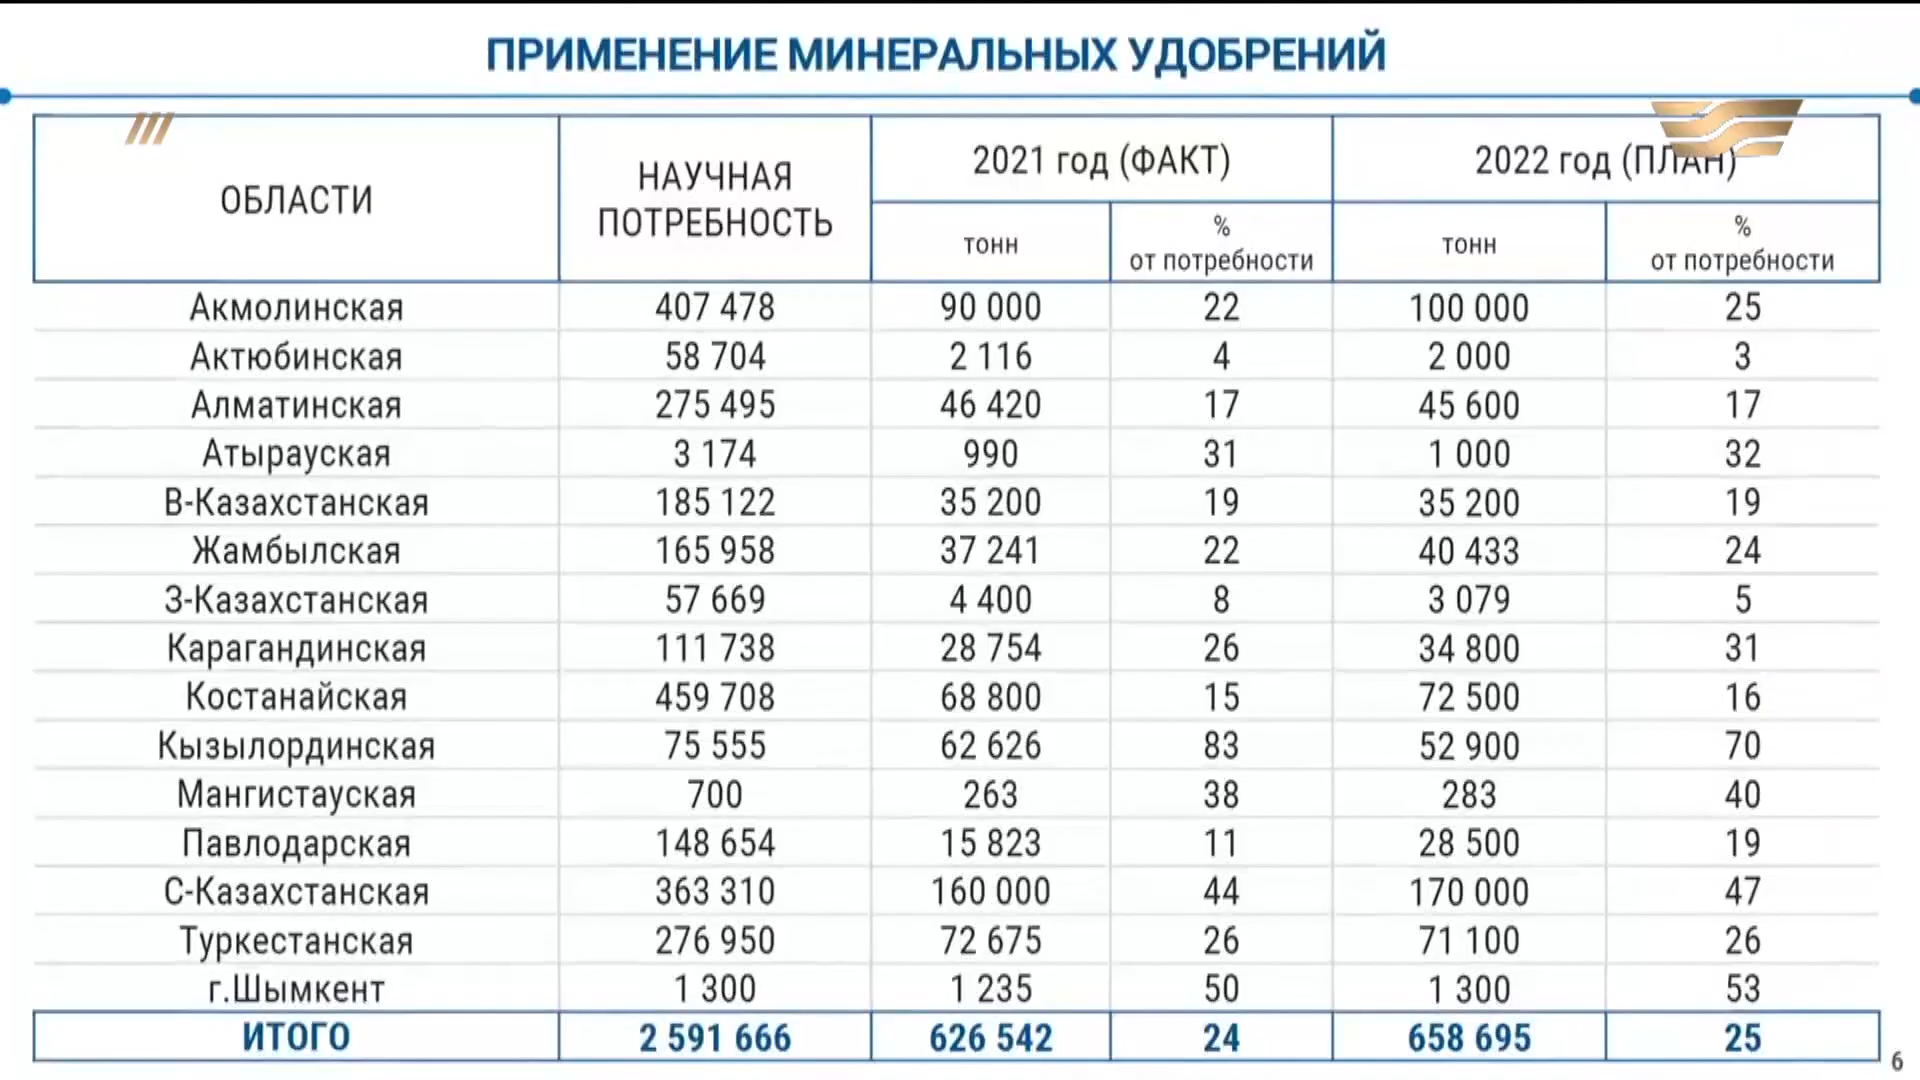 ПРИМЕНЕНИЕ МИНЕРАЛЬНЫХ УДОБРЕНИЙ
ОБЛАСТИ НАУЧНАЯ ПОТРЕБНОСТЬ 2021 год (ФАКТ) 2022 год (ПЛАН)
тонн % от потребности тонн % от потребности
Акмолинская 407 478 90 000 22 100 000 25
Актюбинская 58 704 2 116 4 2 000 3
Алматинская 275 495 46 420 17 45 600 17
Атырауская 3 174 990 31 1 000 32
В-Казахстанская 185 122 35 200 19 35 200 19
Жамбылская 165 958 37 241 22 40 433 24
З-Казахстанская 57 669 4 400 8 3 079 5
Карагандинская 111 738 28 754 26 34 800 31
Костанайская 459 708 68 800 15 72 500 16
Кызылординская 75 555 62 626 83 52 900 70
Мангистауская 700 263 38 283 40
Павлодарская 148 654 15 823 11 28 500 19
С-Казахстанская 363 310 160 000 44 170 000 47
Туркестанская 276 950 72 675 26 71 100 26
г.Шымкент 1 300 1 235 50 1 300 53
ИТОГО 2 591 666 626 542 24 658 695 25
6